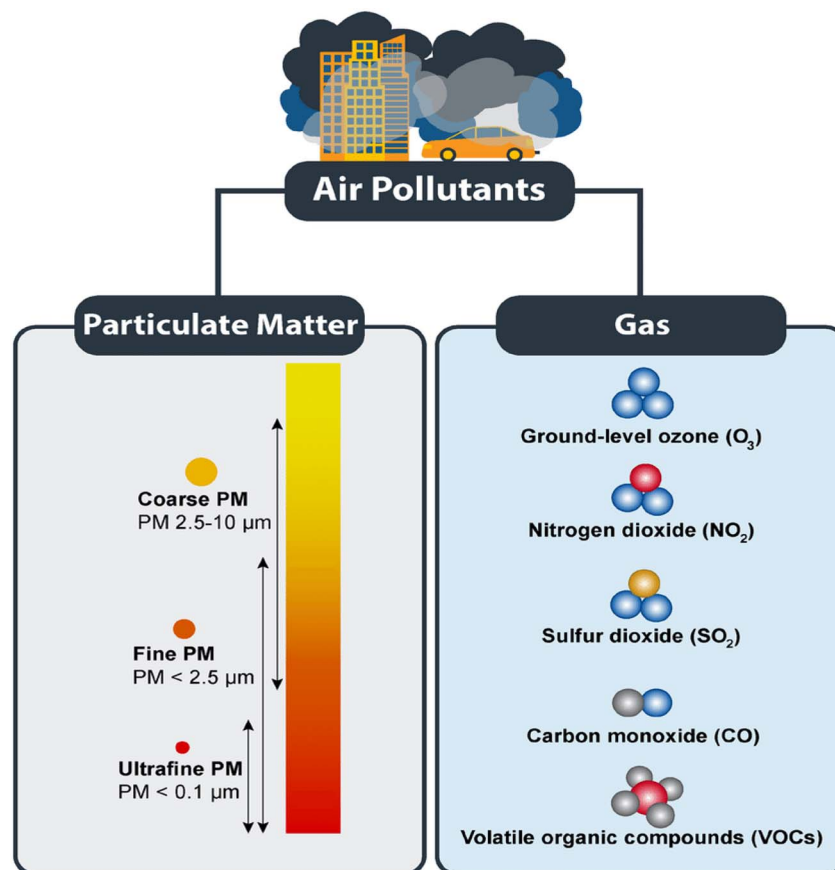 Air Pollutants
Particulate Matter
Coarse PM
PM 2.5-10 µm
Fine PM
PM < 2.5 µm
Ultrafine PM
PM < 0.1 µm
Gas
Ground-level ozone (O₃)
Nitrogen dioxide (NO₂)
Sulfur dioxide (SO₂)
Carbon monoxide (CO)
Volatile organic compounds (VOCs)